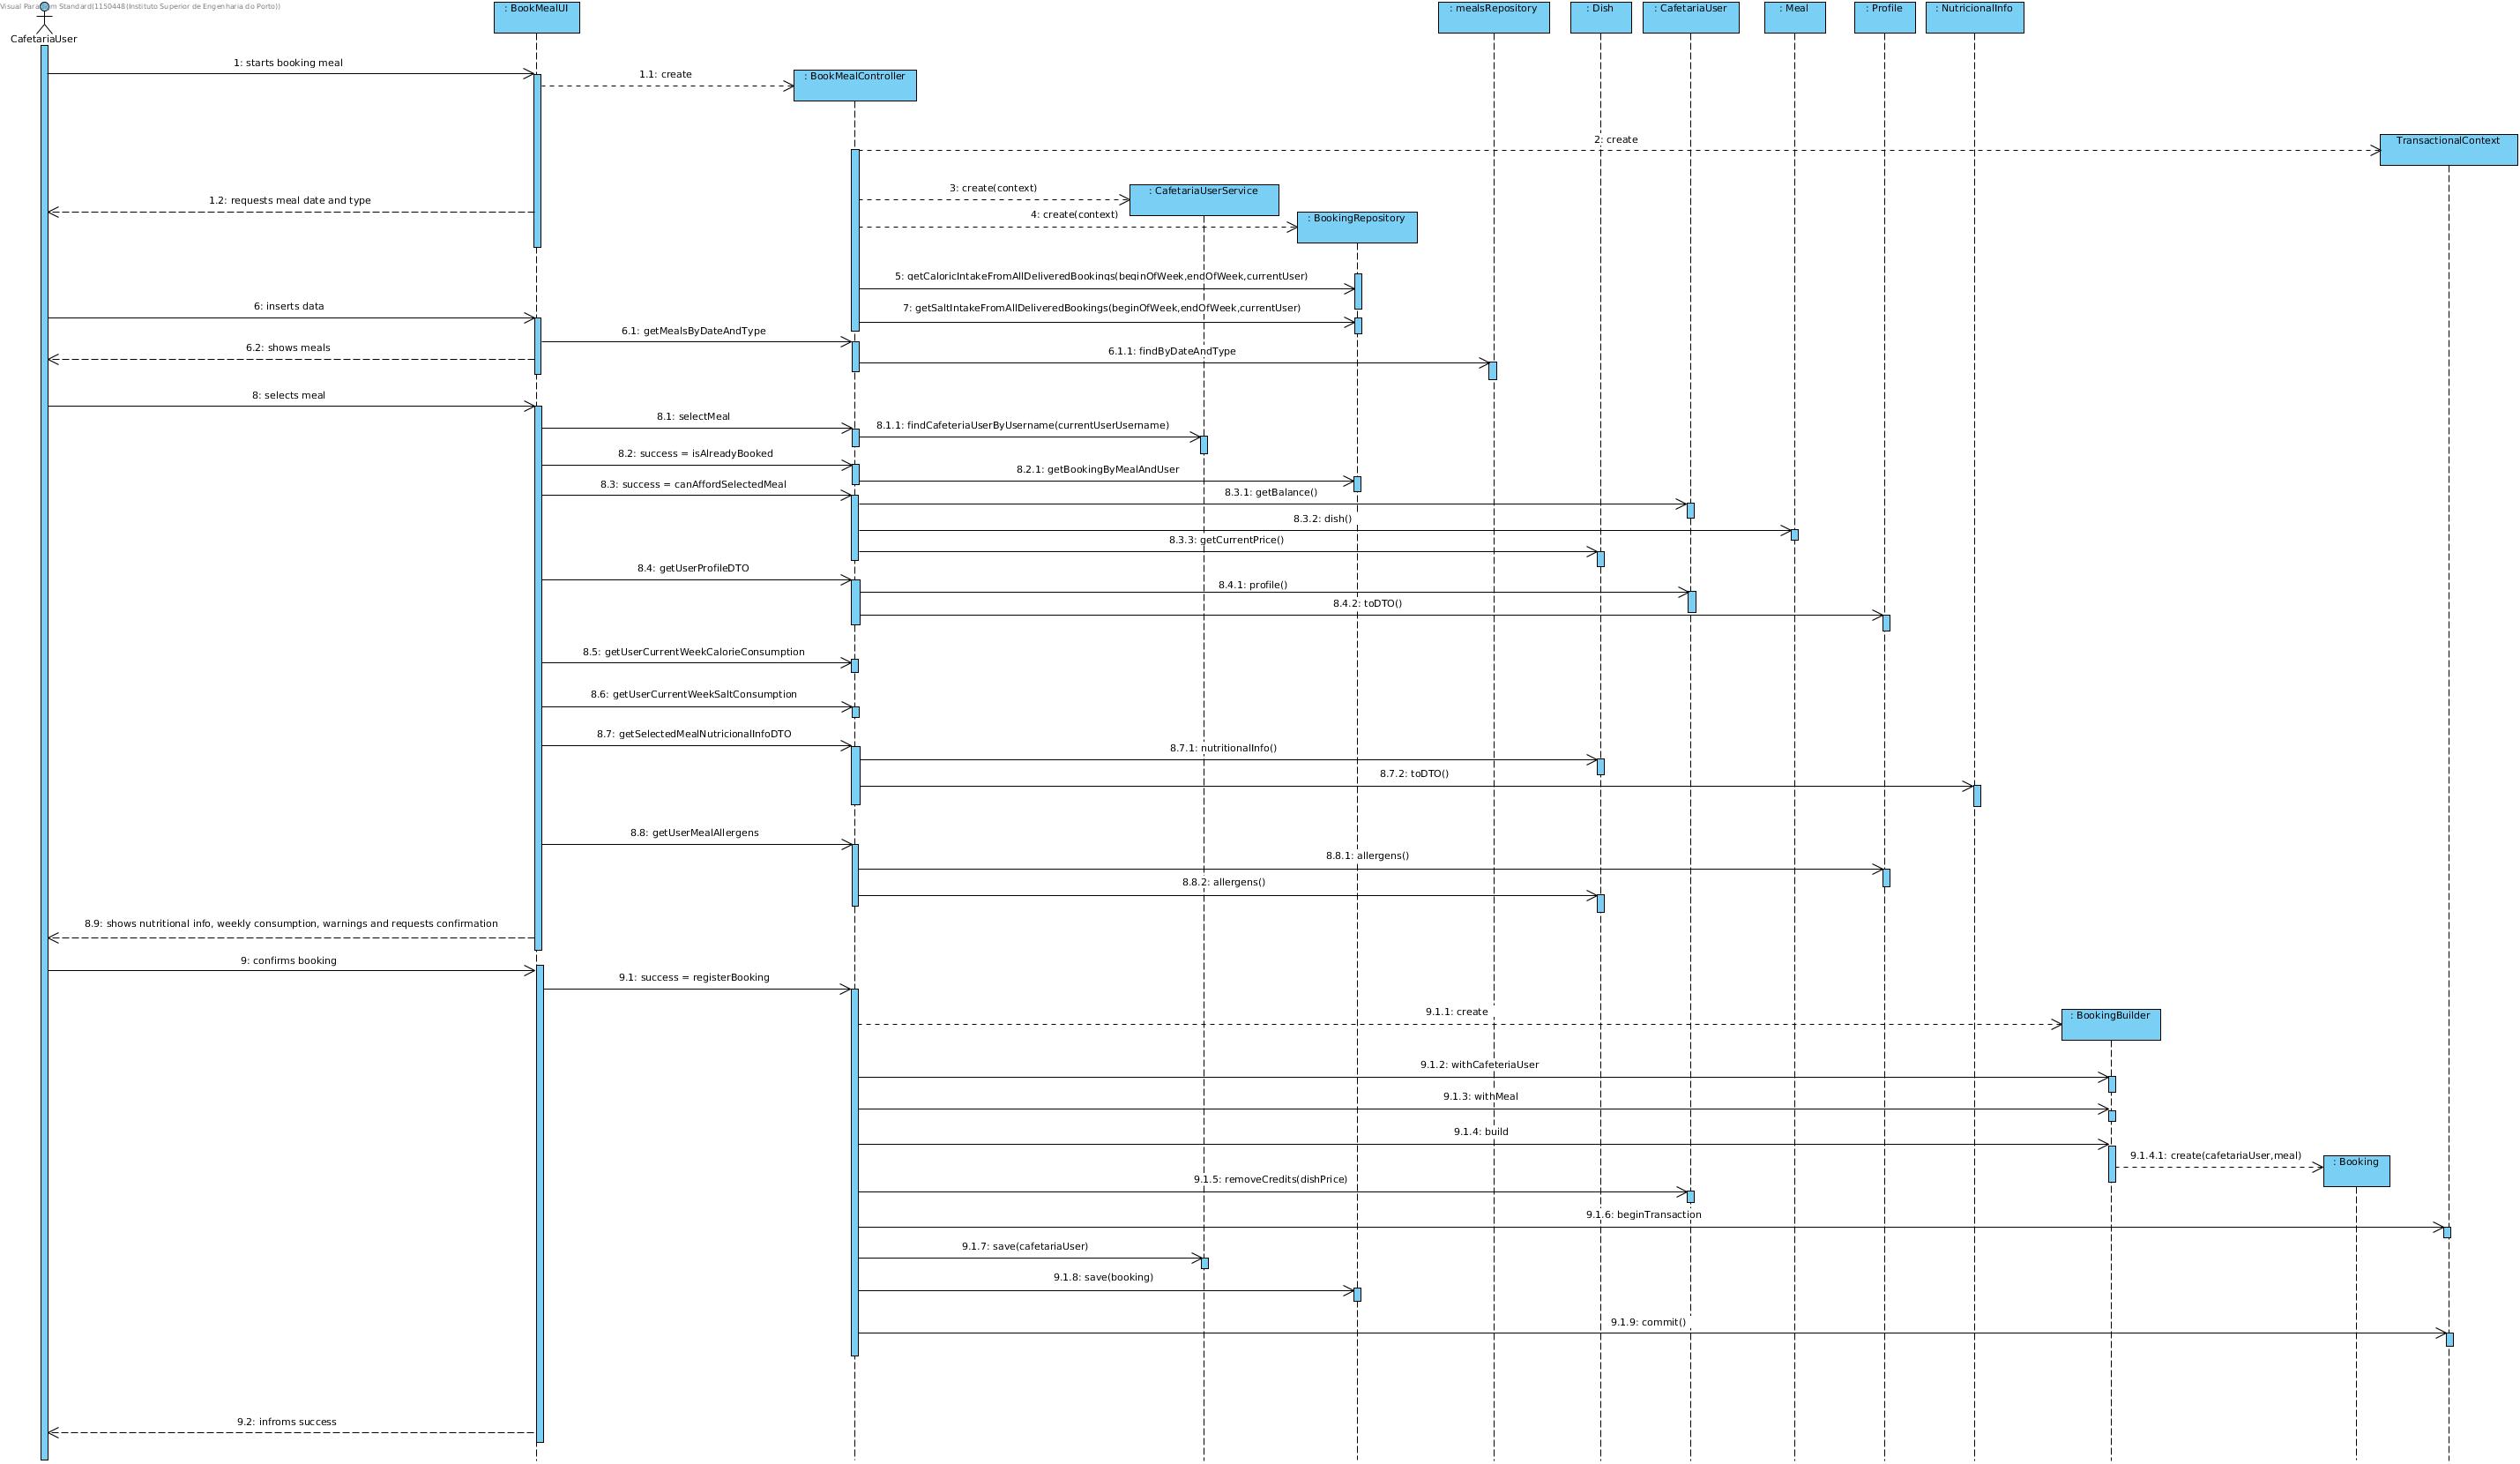 Visual Paradigm Standard(1150448(Instituto Superior de Engenharia do Porto))
CafetariaUser
: BookMealUI
: mealsRepository
: Dish
: CafetariaUser
: Meal
: Profile
: NutricionalInfo
1: starts booking meal
1.1: create
: BookMealController
2: create
TransactionalContext
3: create(context)
: CafetariaUserService
1.2: requests meal date and type
4: create(context)
: BookingRepository
5: getCaloricIntakeFromAllDeliveredBookings(beginOfWeek,endOfWeek,currentUser)
6: inserts data
7: getSaltIntakeFromAllDeliveredBookings(beginOfWeek,endOfWeek,currentUser)
6.1: getMealsByDateAndType
6.2: shows meals
6.1.1: findByDateAndType
8: selects meal
8.1: selectMeal
8.1.1: findCafeteriaUserByUsername(currentUserUsername)
8.2: success = isAlreadyBooked
8.2.1: getBookingByMealAndUser
8.3: success = canAffordSelectedMeal
8.3.1: getBalance()
8.3.2: dish()
8.3.3: getCurrentPrice()
8.4: getUserProfileDTO
8.4.1: profile()
8.4.2: toDTO()
8.5: getUserCurrentWeekCalorieConsumption
8.6: getUserCurrentWeekSaltConsumption
8.7: getSelectedMealNutricionalInfoDTO
8.7.1: nutritionalInfo()
8.7.2: toDTO()
8.8: getUserMealAllergens
8.8.1: allergens()
8.8.2: allergens()
8.9: shows nutritional info, weekly consumption, warnings and requests confirmation
9: confirms booking
9.1: success = registerBooking
9.1.1: create
: BookingBuilder
9.1.2: withCafeteriaUser
9.1.3: withMeal
9.1.4: build
9.1.4.1: create(cafetariaUser,meal)
: Booking
9.1.5: removeCredits(dishPrice)
9.1.6: beginTransaction
9.1.7: save(cafetariaUser)
9.1.8: save(booking)
9.1.9: commit()
9.2: infroms success